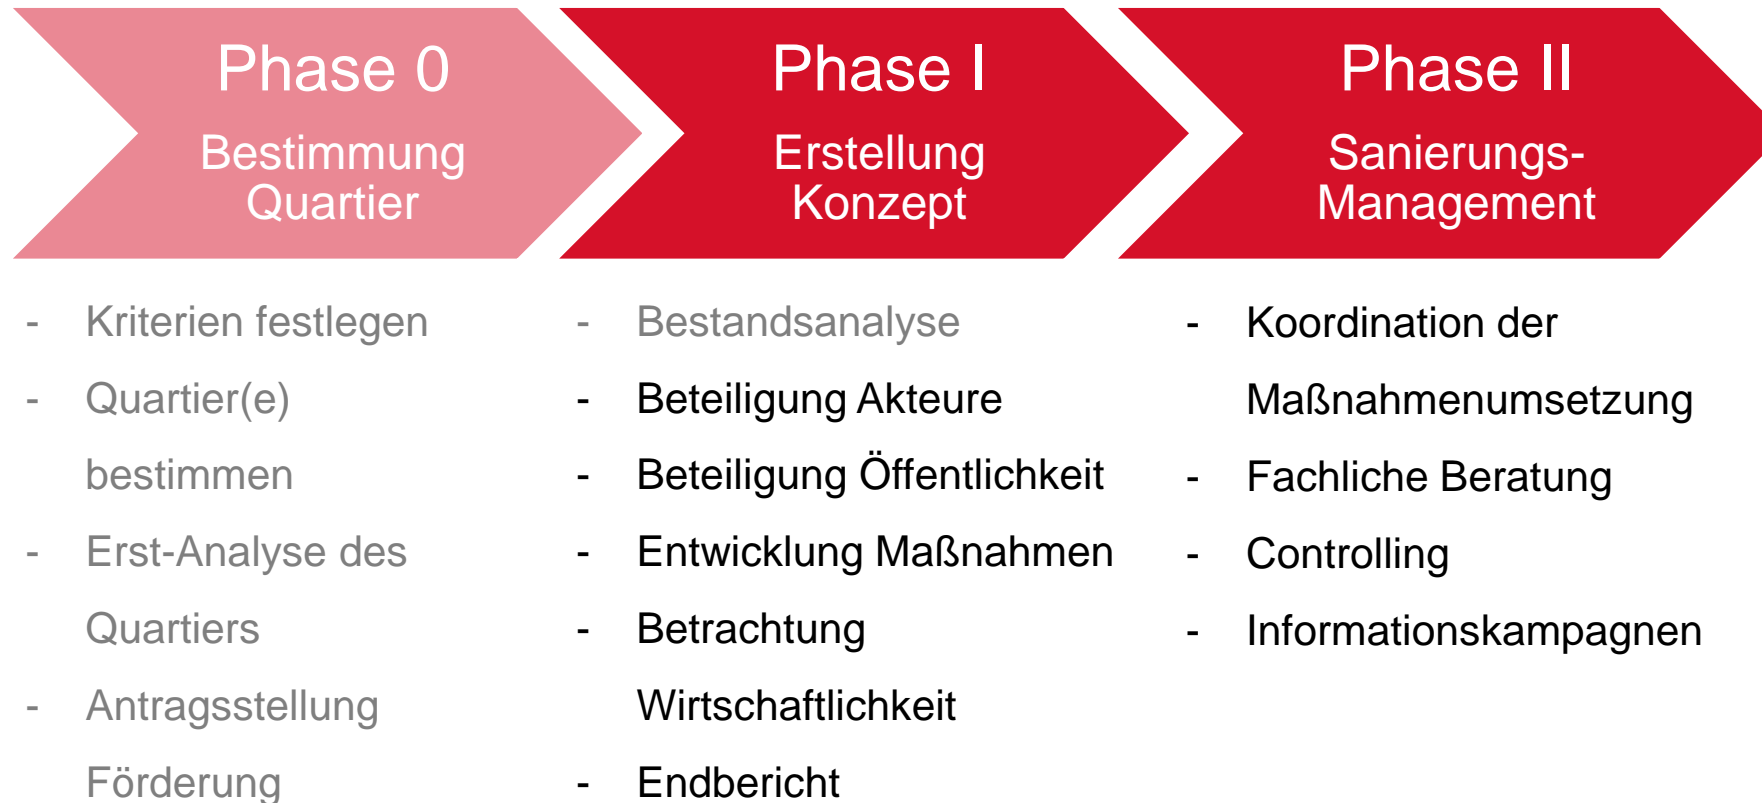 Phase 0
Bestimmung
Quartier
Phase I
Erstellung
Konzept
Phase II
Sanierungs-
Management
- Kriterien festlegen
- Quartier(e)
bestimmen
- Erst-Analyse des
Quartiers
- Antragsstellung
Förderung
- Bestandsanalyse
- Beteiligung Akteure
- Beteiligung Öffentlichkeit
- Entwicklung Maßnahmen
- Betrachtung
Wirtschaftlichkeit
- Endbericht
- Koordination der
Maßnahmenumsetzung
- Fachliche Beratung
- Controlling
- Informationskampagnen